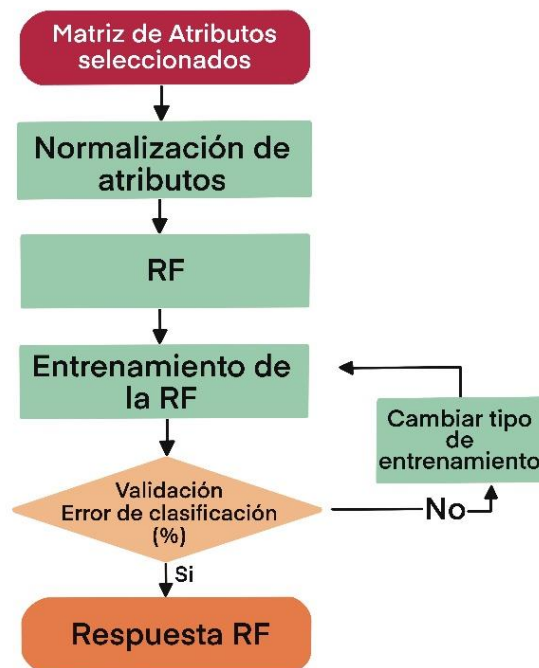 Matriz de Atributos
seleccionados
Normalización de
atributos
RF
Entrenamiento de
la RF
Cambiar tipo
de
entrenamiento
Validación
Error de clasificación
(%)
No
Si
Respuesta RF